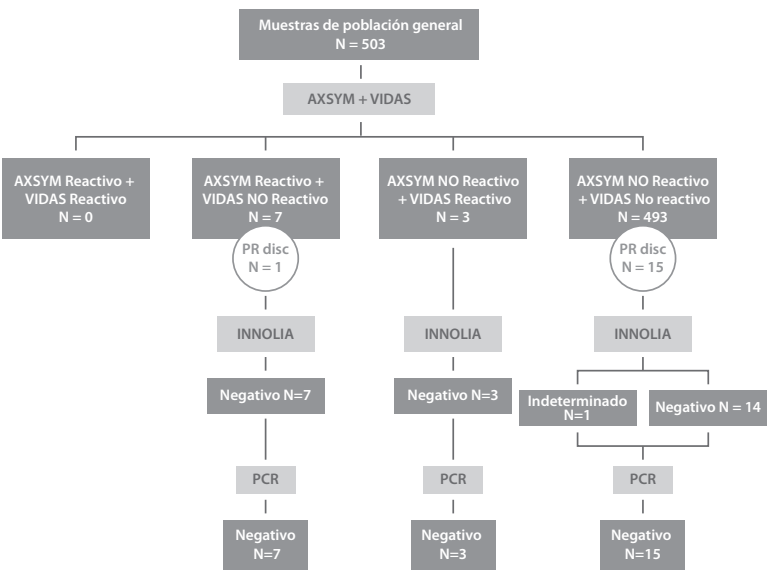 Muestras de población general
N = 503
AXSYM + VIDAS
AXSYM Reactivo +
VIDAS Reactivo
N = 0
AXSYM Reactivo +
VIDAS NO Reactivo
N = 7
PR disc
N = 1
AXSYM NO Reactivo
+ VIDAS Reactivo
N = 3
AXSYM NO Reactivo
+ VIDAS No reactivo
N = 493
PR disc
N = 15
INNOLIA
INNOLIA
INNOLIA
Negativo N=7
Negativo N=3
Indeterminado
N=1
Negativo N = 14
PCR
PCR
PCR
Negativo
N=7
Negativo
N=3
Negativo
N=15